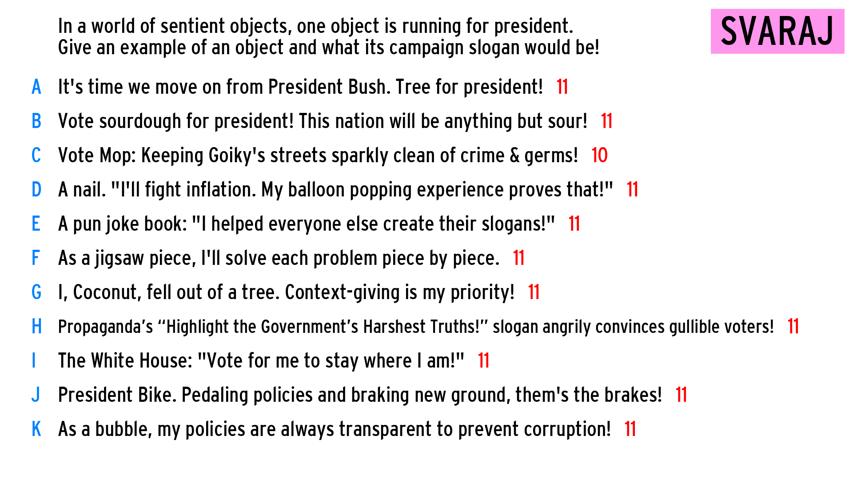 In a world of sentient objects, one object is running for president.
Give an example of an object and what its campaign slogan would be!
SVARAJ
A It's time we move on from President Bush. Tree for president! 11
B Vote sourdough for president! This nation will be anything but sour! 11
C Vote Mop: Keeping Goiky's streets sparkly clean of crime & germs! 10
D A nail. "I'll fight inflation. My balloon popping experience proves that!" 11
E A pun joke book: "I helped everyone else create their slogans!" 11
F As a jigsaw piece, I'll solve each problem piece by piece. 11
G I, Coconut, fell out of a tree. Context-giving is my priority! 11
H Propaganda's “Highlight the Government's Harshest Truths!” slogan angrily convinces gullible voters! 11
I The White House: "Vote for me to stay where I am!" 11
J President Bike. Pedaling policies and braking new ground, them's the brakes! 11
K As a bubble, my policies are always transparent to prevent corruption! 11